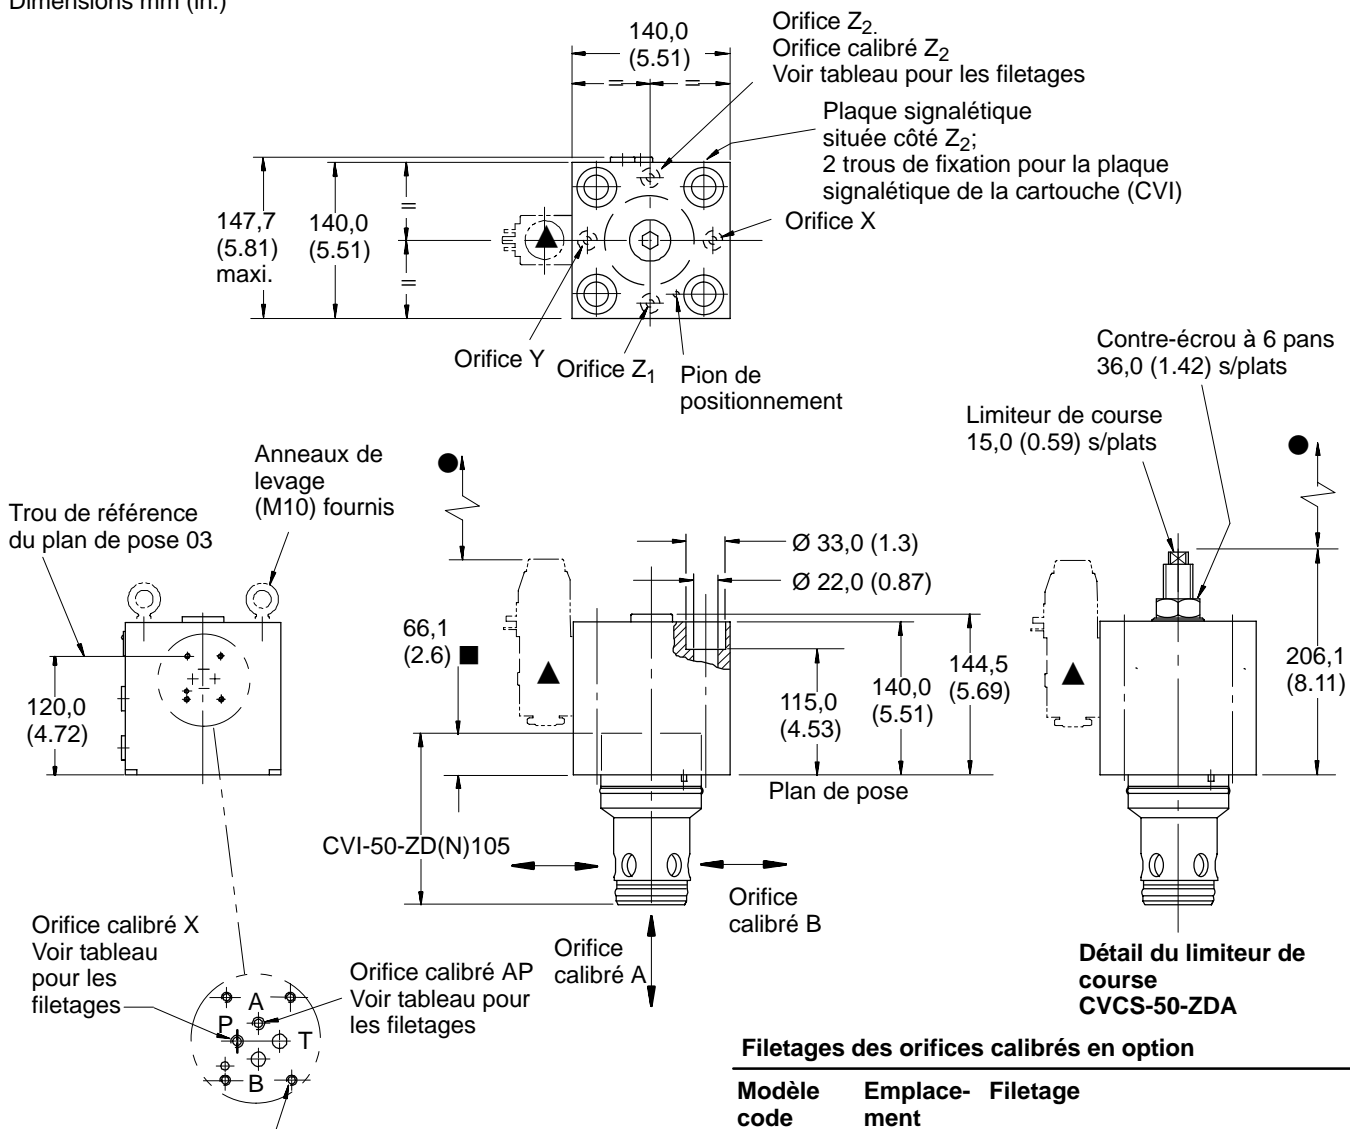 Dimensions mm (in.)
140,0
(5.51)
=
=
Orifice Z2.
Orifice calibré Z2
Voir tableau pour les filetages
Plaque signalétique
située côté Z2;
2 trous de fixation pour la plaque
signalétique de la cartouche (CVI)
Orifice X
147,7
(5.81)
maxi.
140,0
(5.51)
=
=
Orifice Y
Orifice Z1
Pion de
positionnement
Contre-écrou à 6 pans
36,0 (1.42) s/plats
Limiteur de course
15,0 (0.59) s/plats
Anneaux de
levage
(M10) fournis
Trou de référence
du plan de pose 03
120,0
(4.72)
Ø 33,0 (1.3)
Ø 22,0 (0.87)
66,1
(2.6)
115,0
(4.53)
140,0
(5.51)
144,5
(5.69)
206,1
(8.11)
Plan de pose
CVI-50-ZD(N)105
Orifice
calibré B
Orifice
calibré A
Orifice calibré X
Voir tableau
pour les
filetages
A
P
T
B
Orifice calibré AP
Voir tableau pour
les filetages
Détail du limiteur de
course
CVCS-50-ZDA
Filetages des orifices calibrés en option
Modèle Emplace- Filetage
code ment